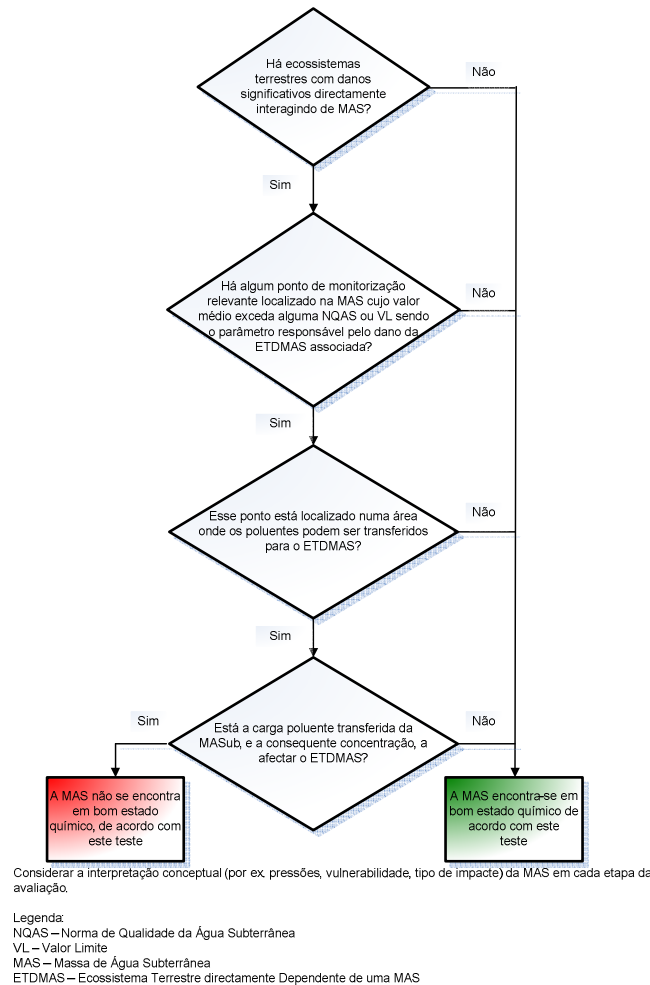 Há ecossistemas
terrestres com danos
significativos directamente
interagindo de MAS?
Não
Sim
Há algum ponto de monitorização
relevante localizado na MAS cujo valor
médio exceda alguma NQAS ou VL sendo
o parâmetro responsável pelo dano da
ETDMAS associada?
Não
Sim
Esse ponto está localizado numa área
onde os poluentes podem ser transferidos
para o ETDMAS?
Não
Sim
Está a carga poluente transferida da
MASub, e a consequente concentração, a
afectar o ETDMAS?
Sim
Não
A MAS não se encontra
em bom estado
químico, de acordo com
este teste
A MAS encontra-se em
bom estado químico de
acordo com este
teste
Considerar a interpretação conceptual (por ex. pressões, vulnerabilidade, tipo de impacte) da MAS em cada etapa da
avaliação.
Legenda:
NQAS – Norma de Qualidade da Água Subterrânea
VL – Valor Limite
MAS – Massa de Água Subterrânea
ETDMAS – Ecossistema Terrestre directamente Dependente de uma MAS